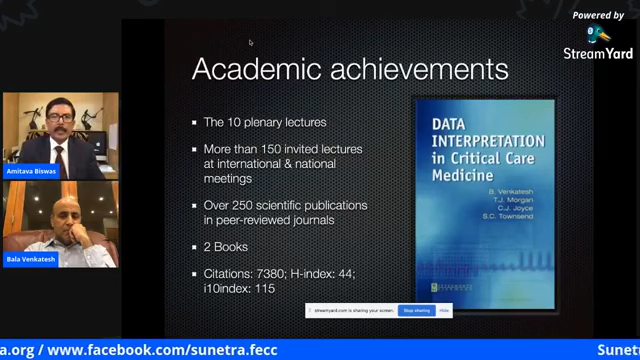 Powered by
StreamYard
Academic achievements
The 10 plenary lectures
More than 150 invited lectures
at international & national
meetings
Over 250 scientific publications
in peer-reviewed journals
2 Books
Citations: 7380; H-index: 44;
i10index: 115
DATA
INTERPRETATION
in Critical Care
Medicine
B. Venkatesh
T.J. Morgan
C.J. Joyce
S.C. Townsend
Amitava Biswas
Bala Venkatesh
streamyard.com is sharing your screen.
Stop sharing
Hide
a.org / www.facebook.com/sunetra.fecc
Sunetr